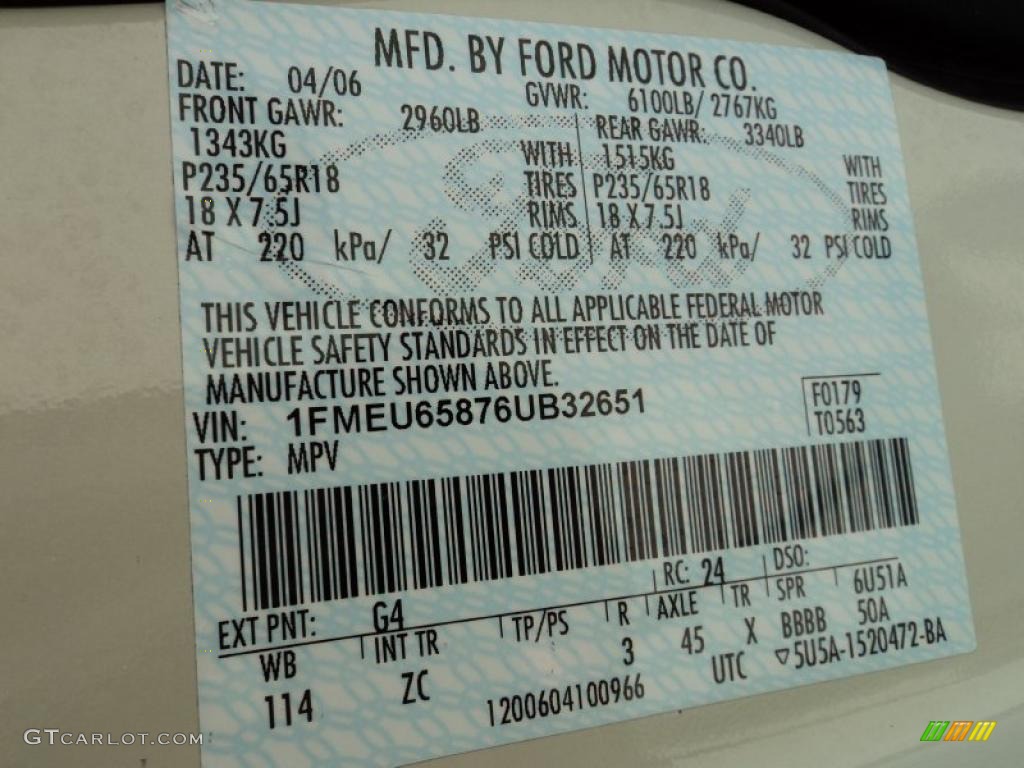 MFD. BY FORD MOTOR CO.
DATE: 04/06 GVWR: 6100LB/ 2767KG
FRONT GAWR: 2960LB REAR GAWR: 3340LB
1343KG WITH 1515KG WITH
P235/65R18 TIRES P235/65R18 TIRES
18 X 7.5J RIMS 18 X 7.5J RIMS
AT 220 kPa/ 32 PSI COLD AT 220 kPa/ 32 PSI COLD
Ford
THIS VEHICLE CONFORMS TO ALL APPLICABLE FEDERAL MOTOR
VEHICLE SAFETY STANDARDS IN EFFECT ON THE DATE OF
MANUFACTURE SHOWN ABOVE.
VIN: 1FMEU65876UB32651 F0179
TYPE: MPV T0563
EXT PNT: G4 RC: 24 DSO:
WB INT TR TP/PS R AXLE TR SPR 6U51A
114 ZC 3 45 X BBBB 50A
1200604100966 UTC ▽5U5A-1520472-BA
GTCARLOT.COM